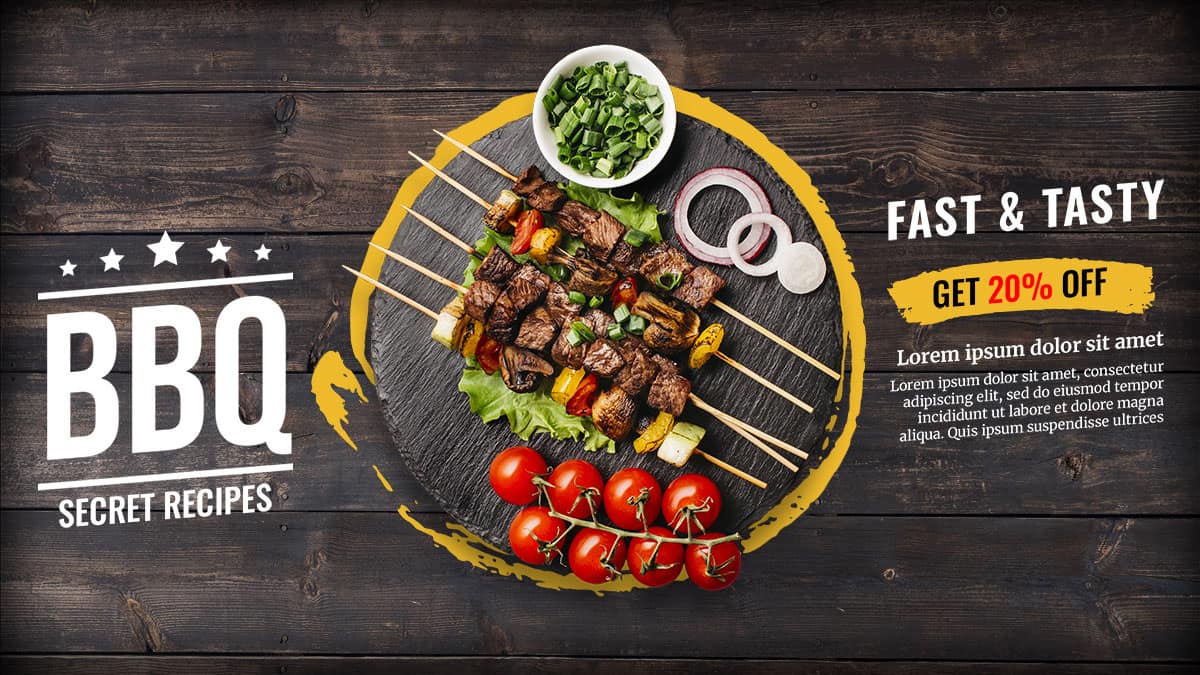 BBQ
SECRET RECIPES
FAST & TASTY
GET 20% OFF
Lorem ipsum dolor sit amet
Lorem ipsum dolor sit amet, consectetur
adipiscing elit, sed do eiusmod tempor
incididunt ut labore et dolore magna
aliqua. Quis ipsum suspendisse ultrices